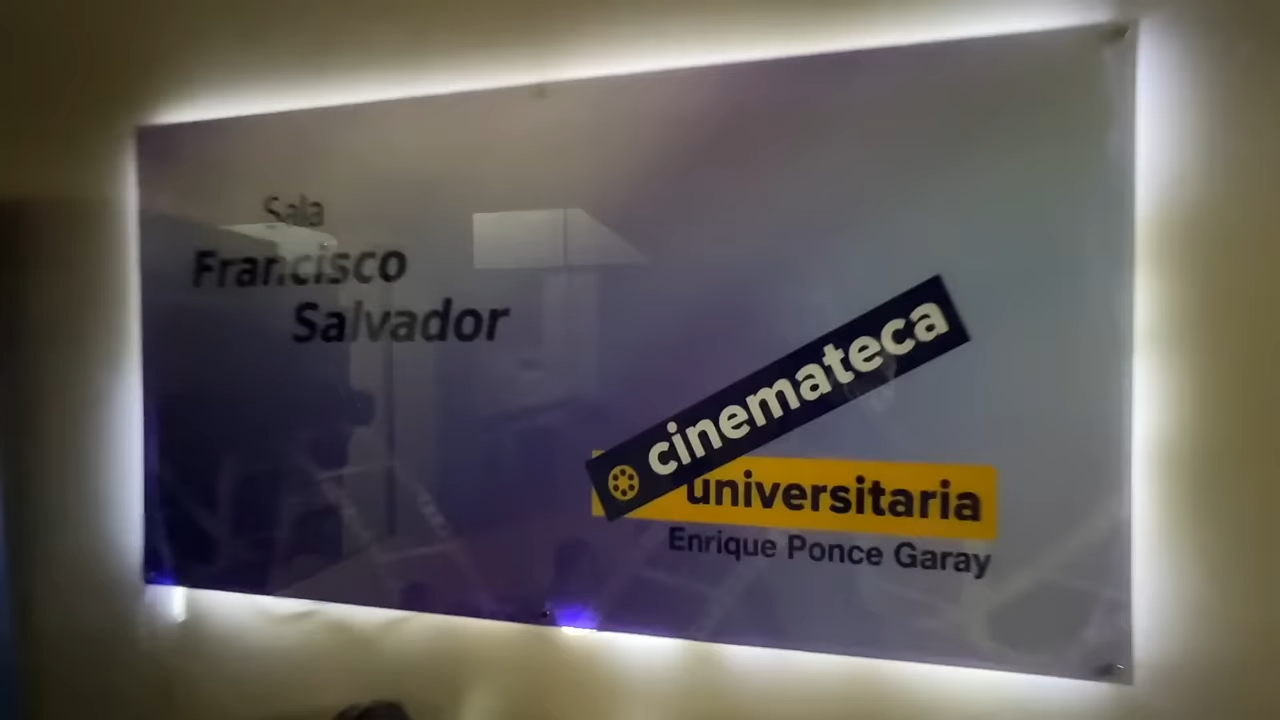 Sala
Francisco
Salvador
cinemateca
universitaria
Enrique Ponce Garay